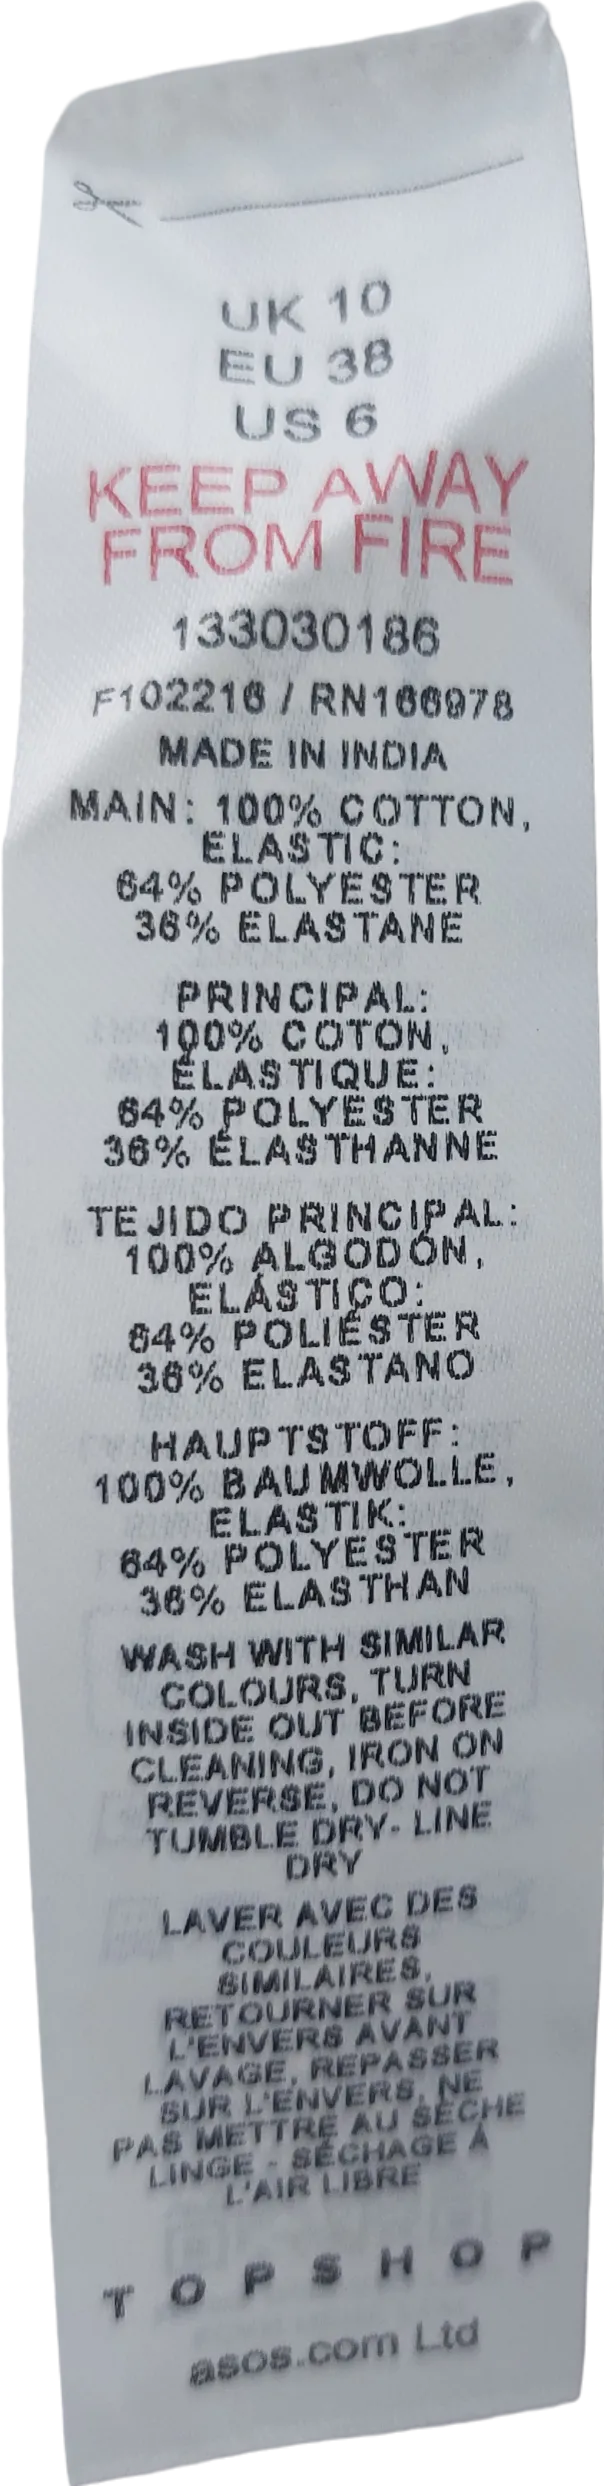 UK 10
EU 38
US 6
KEEP AWAY
FROM FIRE
133030186
F102216 / RN166978
MADE IN INDIA
MAIN: 100% COTTON,
ELASTIC:
64% POLYESTER
36% ELASTANE
PRINCIPAL:
100% COTON,
ÉLASTIQUE:
64% POLYESTER
36% ÉLASTHANNE
TEJIDO PRINCIPAL:
100% ALGODÓN,
ELÁSTICO:
64% POLIÉSTER
36% ELASTANO
HAUPTSTOFF:
100% BAUMWOLLE,
ELASTIK:
64% POLYESTER
36% ELASTHAN
WASH WITH SIMILAR
COLOURS, TURN
INSIDE OUT BEFORE
CLEANING, IRON ON
REVERSE, DO NOT
TUMBLE DRY- LINE
DRY
LAVER AVEC DES
COULEURS
SIMILAIRES,
RETOURNER SUR
L'ENVERS AVANT
LAVAGE, REPASSER
SUR L'ENVERS, NE
PAS METTRE AU SÈCHE
LINGE - SÉCHAGE À
L'AIR LIBRE
TOPSHOP
asos.com Ltd